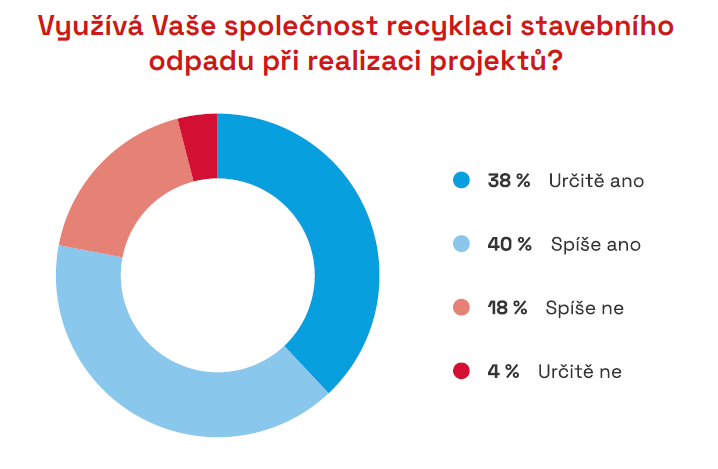 Využívá Vaše společnost recyklaci stavebního
odpadu při realizaci projektů?
38 % Určitě ano
40 % Spíše ano
18 % Spíše ne
4 % Určitě ne